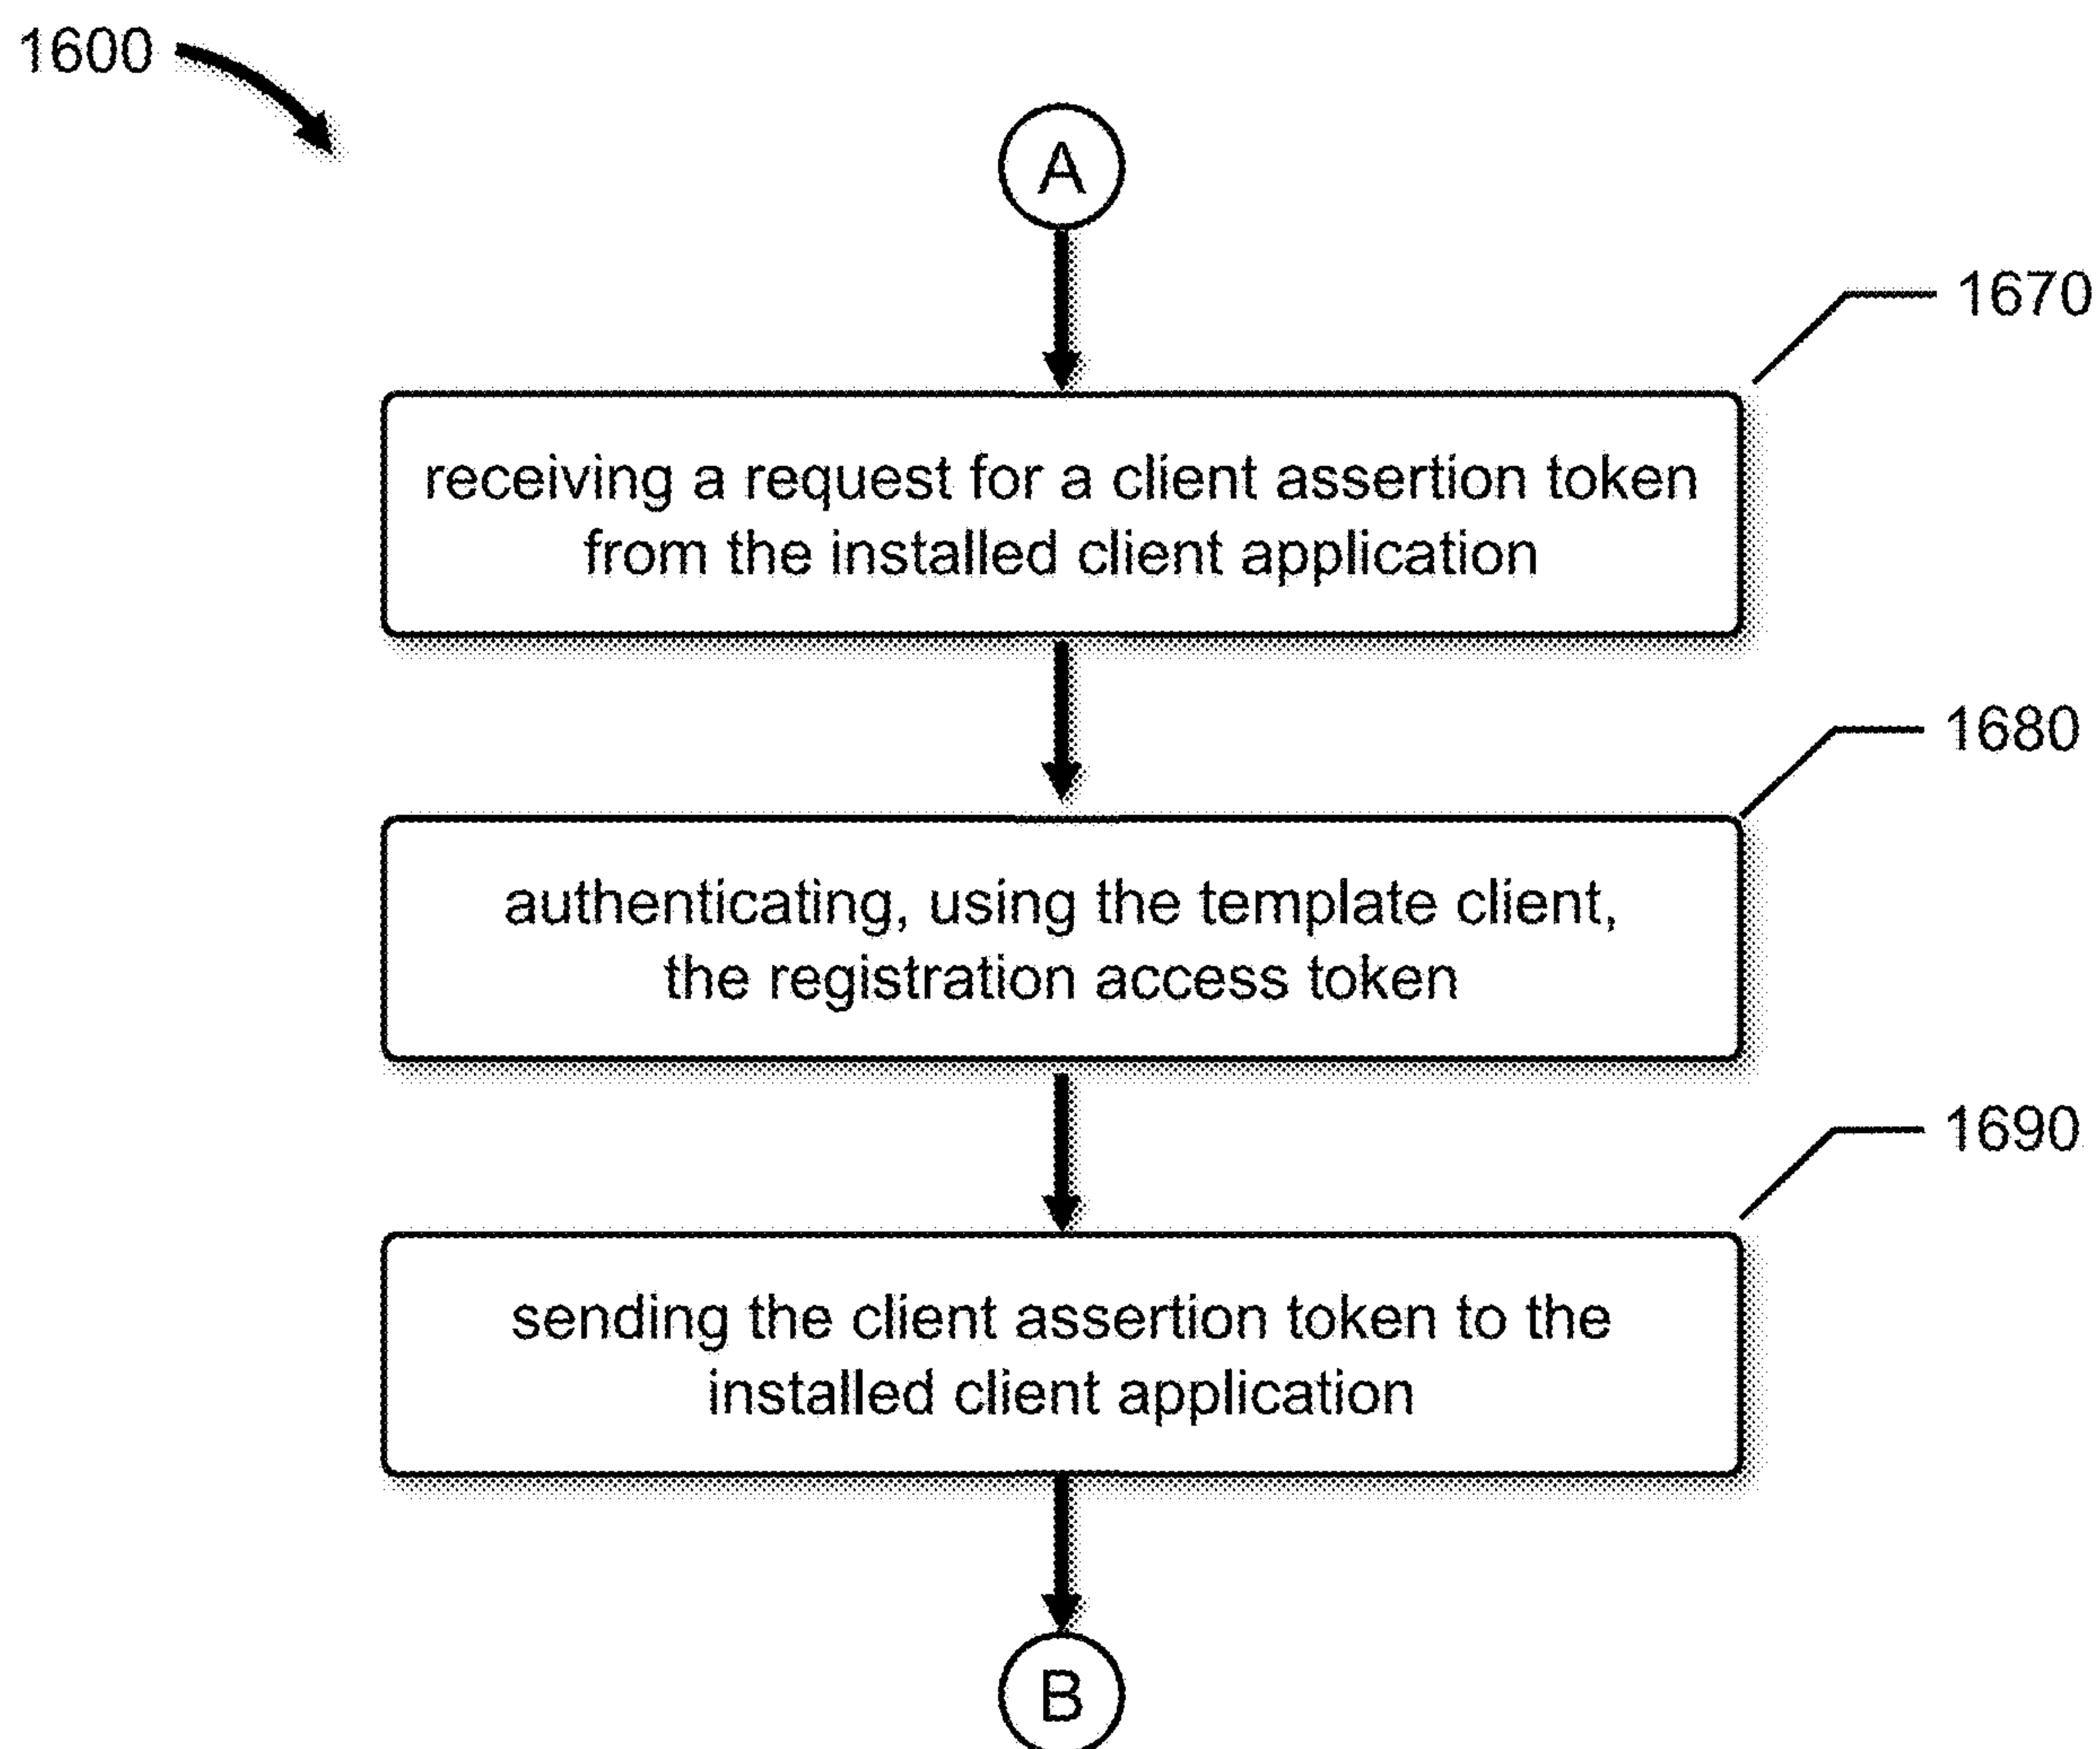 1600
A
1670
receiving a request for a client assertion token
from the installed client application
1680
authenticating, using the template client,
the registration access token
1690
sending the client assertion token to the
installed client application
B